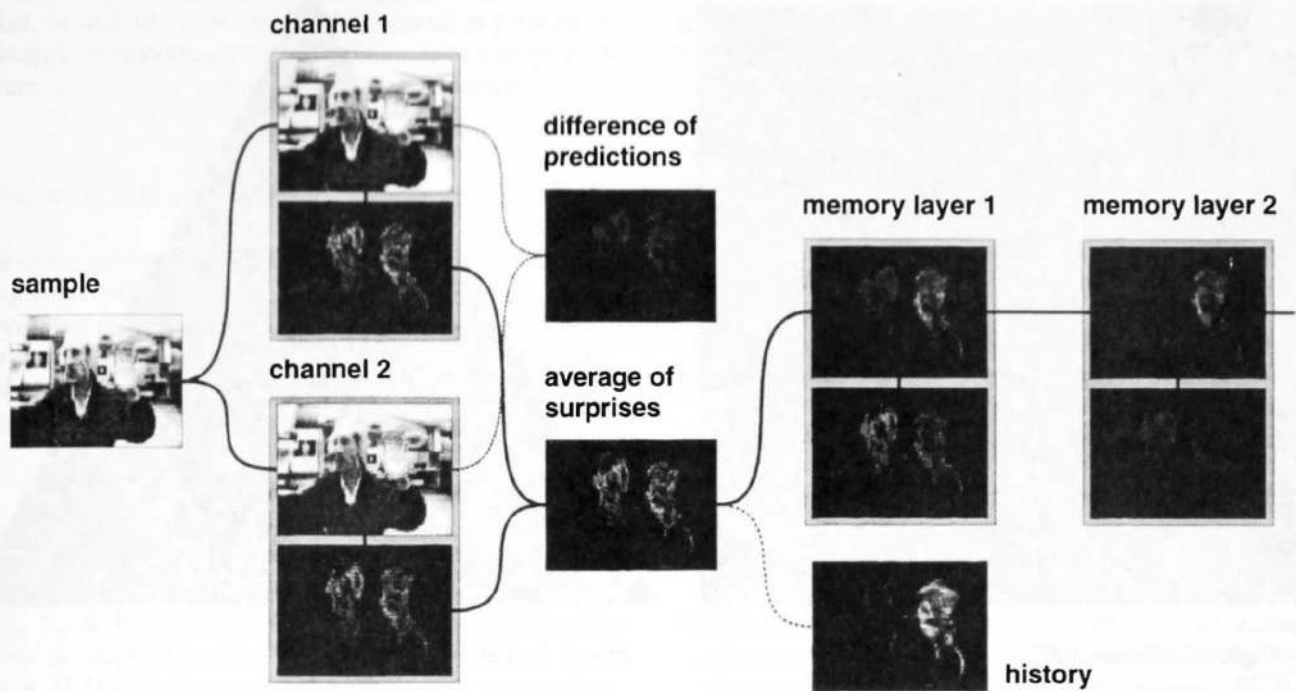 channel 1
difference of
predictions
memory layer 1
memory layer 2
sample
channel 2
average of
surprises
history